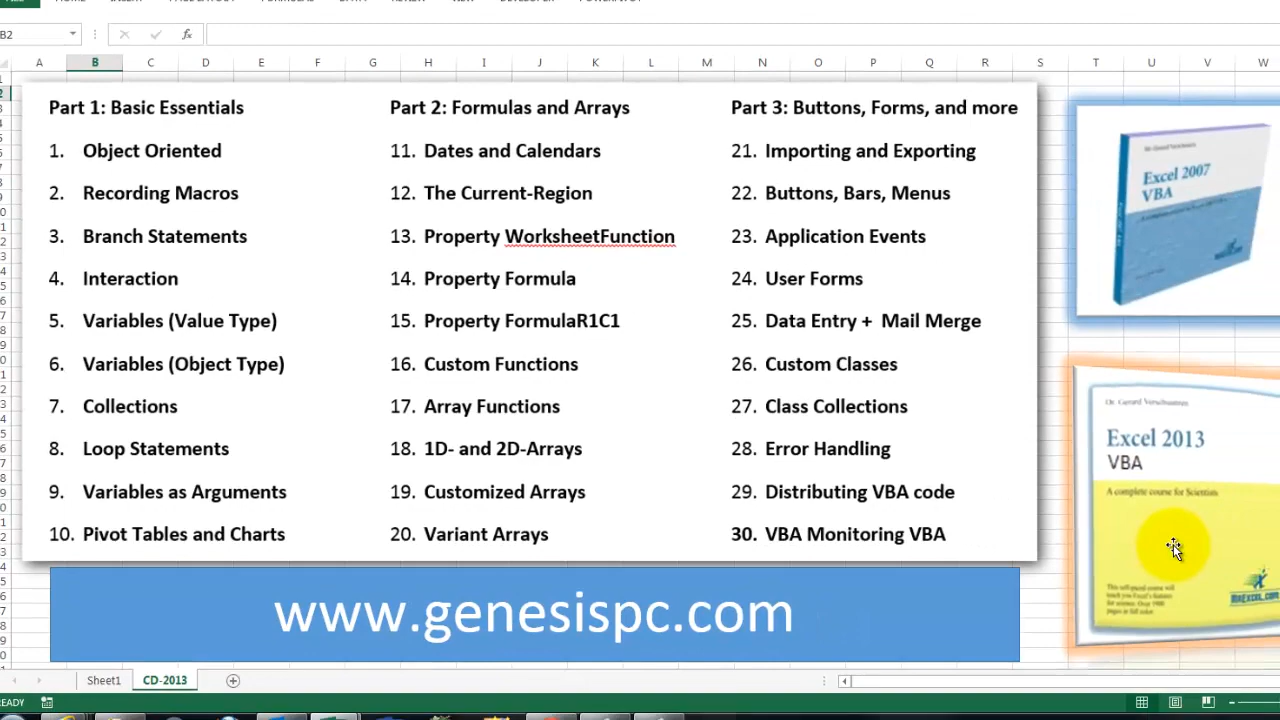 B2
A B C D E F G H I J K L M N O P Q R S T U V W
Part 1: Basic Essentials
1. Object Oriented
2. Recording Macros
3. Branch Statements
4. Interaction
5. Variables (Value Type)
6. Variables (Object Type)
7. Collections
8. Loop Statements
9. Variables as Arguments
10. Pivot Tables and Charts
Part 2: Formulas and Arrays
11. Dates and Calendars
12. The Current-Region
13. Property WorksheetFunction
14. Property Formula
15. Property FormulaR1C1
16. Custom Functions
17. Array Functions
18. 1D- and 2D-Arrays
19. Customized Arrays
20. Variant Arrays
Part 3: Buttons, Forms, and more
21. Importing and Exporting
22. Buttons, Bars, Menus
23. Application Events
24. User Forms
25. Data Entry + Mail Merge
26. Custom Classes
27. Class Collections
28. Error Handling
29. Distributing VBA code
30. VBA Monitoring VBA
Excel 2007
VBA
Dr. Gerard Verschuuren
Excel 2013
VBA
A complete course for Scientists
MREXCEL.COM
www.genesispc.com
Sheet1
CD-2013
READY